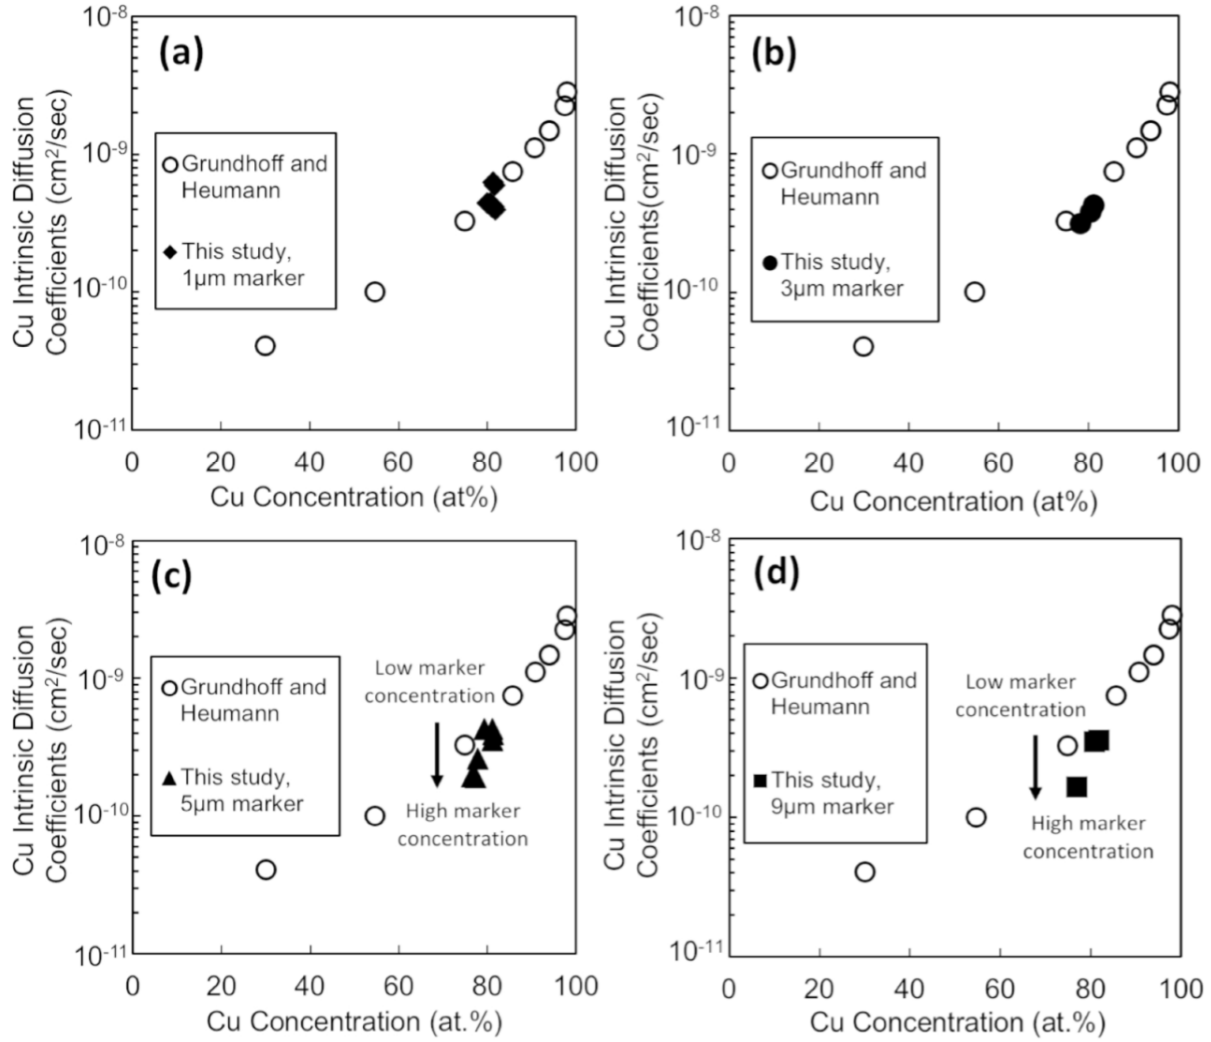 (a)
Cu Intrinsic Diffusion
Coefficients (cm²/sec)
10⁻⁸
10⁻⁹
10⁻¹⁰
10⁻¹¹
Grundhoff and
Heumann
This study,
1µm marker
0 20 40 60 80 100
Cu Concentration (at%)
(b)
Cu Intrinsic Diffusion
Coefficients(cm²/sec)
10⁻⁸
10⁻⁹
10⁻¹⁰
10⁻¹¹
Grundhoff and
Heumann
This study,
3µm marker
0 20 40 60 80 100
Cu Concentration (at%)
(c)
Cu Intrinsic Diffusion
Coefficients (cm²/sec)
10⁻⁸
10⁻⁹
10⁻¹⁰
10⁻¹¹
Grundhoff and
Heumann
This study,
5µm marker
Low marker
concentration
High marker
concentration
0 20 40 60 80 100
Cu Concentration (at.%)
(d)
Cu Intrinsic Diffusion
Coefficients (cm²/sec)
10⁻⁸
10⁻⁹
10⁻¹⁰
10⁻¹¹
Grundhoff and
Heumann
This study,
9µm marker
Low marker
concentration
High marker
concentration
0 20 40 60 80 100
Cu Concentration (at.%)